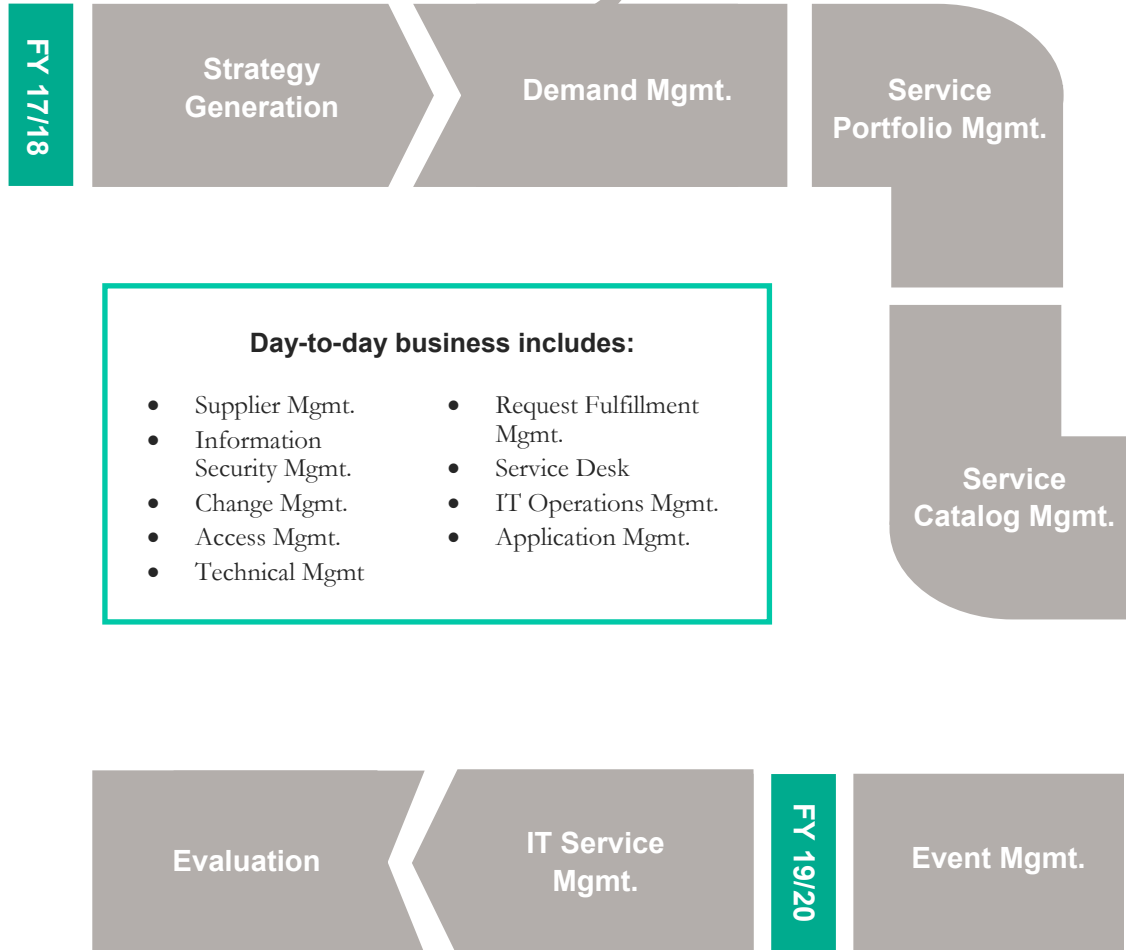 FY 17/18
Strategy
Generation
Demand Mgmt.
Service
Portfolio Mgmt.
Day-to-day business includes:
• Supplier Mgmt.
• Information
Security Mgmt.
• Change Mgmt.
• Access Mgmt.
• Technical Mgmt
• Request Fulfillment
Mgmt.
• Service Desk
• IT Operations Mgmt.
• Application Mgmt.
Service
Catalog Mgmt.
Evaluation
IT Service
Mgmt.
FY 19/20
Event Mgmt.